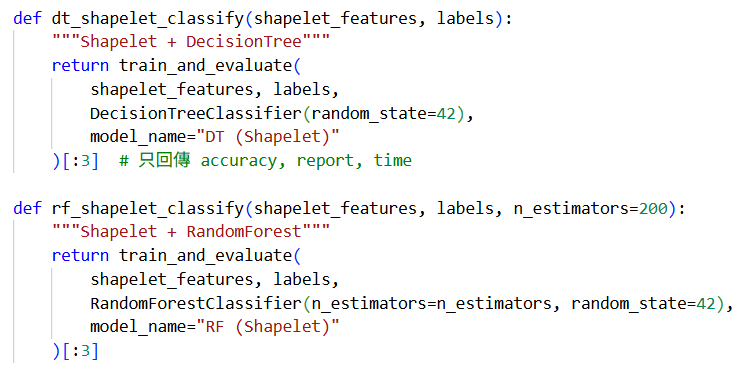 def dt_shapelet_classify(shapelet_features, labels):
    """Shapelet + DecisionTree"""
    return train_and_evaluate(
        shapelet_features, labels,
        DecisionTreeClassifier(random_state=42),
        model_name="DT (Shapelet)"
    )[:3]  # 只回傳 accuracy, report, time

def rf_shapelet_classify(shapelet_features, labels, n_estimators=200):
    """Shapelet + RandomForest"""
    return train_and_evaluate(
        shapelet_features, labels,
        RandomForestClassifier(n_estimators=n_estimators, random_state=42),
        model_name="RF (Shapelet)"
    )[:3]